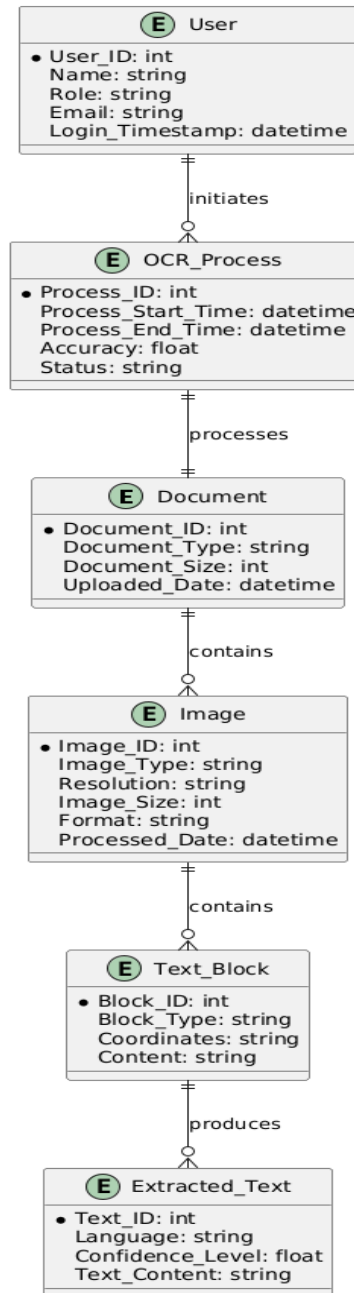 E User
● User_ID: int
Name: string
Role: string
Email: string
Login_Timestamp: datetime
initiates
E OCR_Process
● Process_ID: int
Process_Start_Time: datetime
Process_End_Time: datetime
Accuracy: float
Status: string
processes
E Document
● Document_ID: int
Document_Type: string
Document_Size: int
Uploaded_Date: datetime
contains
E Image
● Image_ID: int
Image_Type: string
Resolution: string
Image_Size: int
Format: string
Processed_Date: datetime
contains
E Text_Block
● Block_ID: int
Block_Type: string
Coordinates: string
Content: string
produces
E Extracted_Text
● Text_ID: int
Language: string
Confidence_Level: float
Text_Content: string